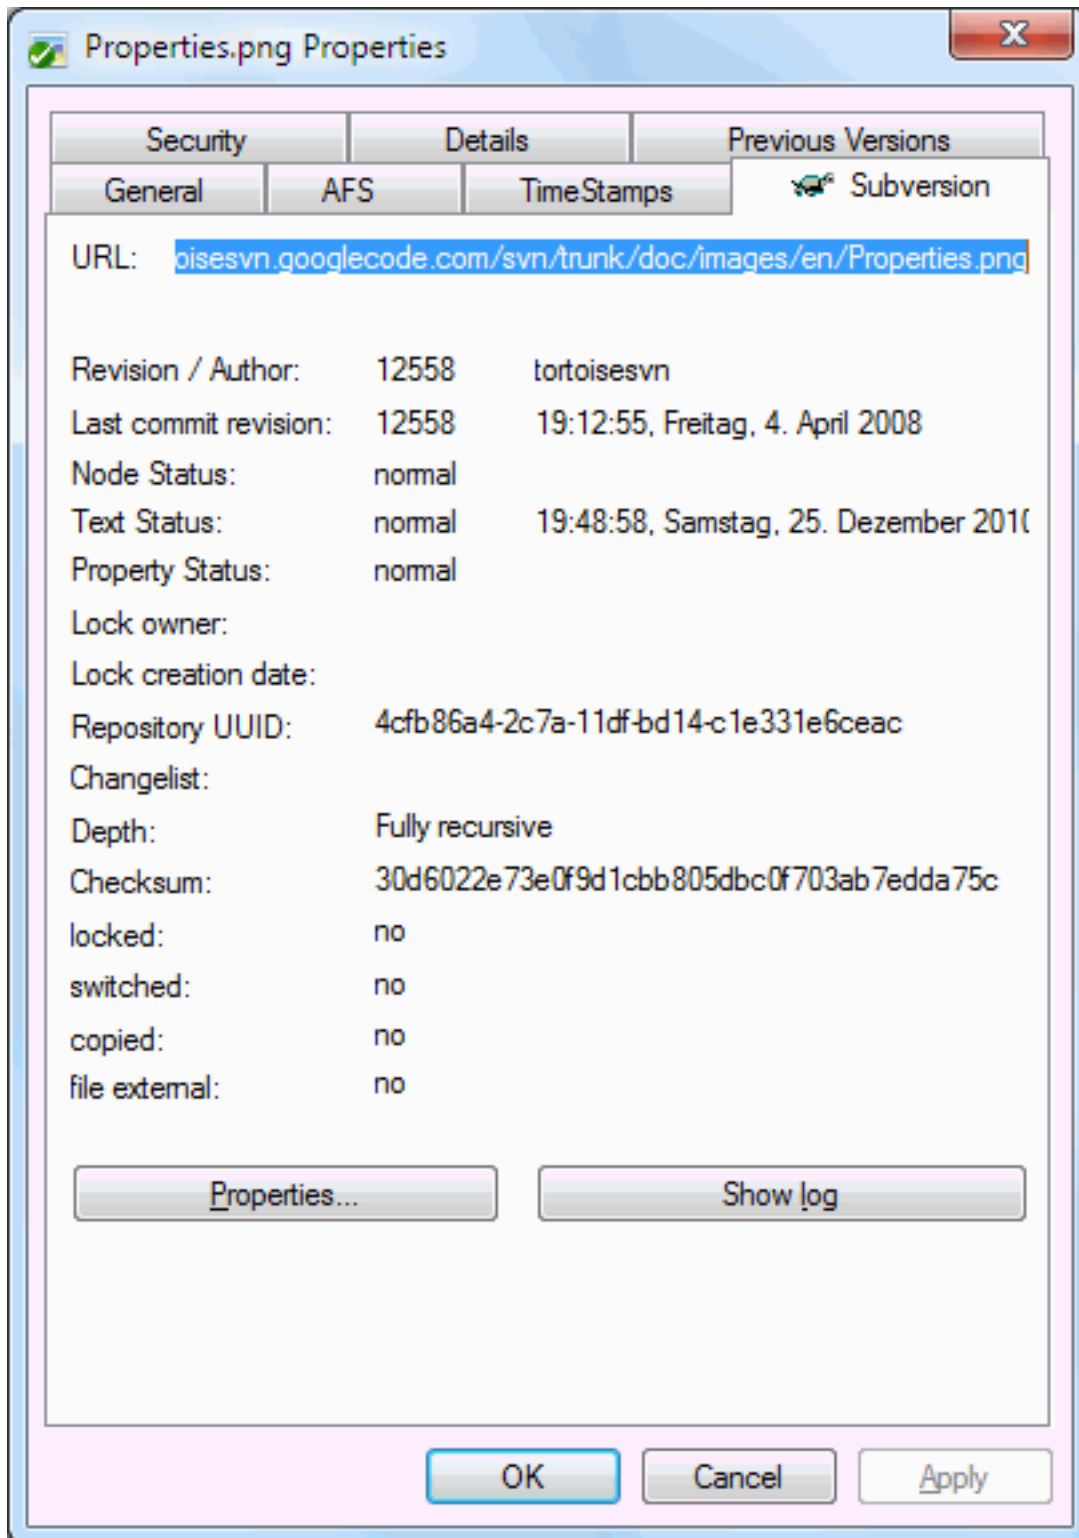 Properties.png Properties
x
Security Details Previous Versions
General AFS TimeStamps Subversion
URL: oisesvn.googlecode.com/svn/trunk/doc/images/en/Properties.png
Revision / Author: 12558 tortoisesvn
Last commit revision: 12558 19:12:55, Freitag, 4. April 2008
Node Status: normal
Text Status: normal 19:48:58, Samstag, 25. Dezember 2010
Property Status: normal
Lock owner:
Lock creation date:
Repository UUID: 4cfb86a4-2c7a-11df-bd14-c1e331e6ceac
Changelist:
Depth: Fully recursive
Checksum: 30d6022e73e0f9d1cbb805dbc0f703ab7edda75c
locked: no
switched: no
copied: no
file external: no
Properties... Show log
OK Cancel Apply